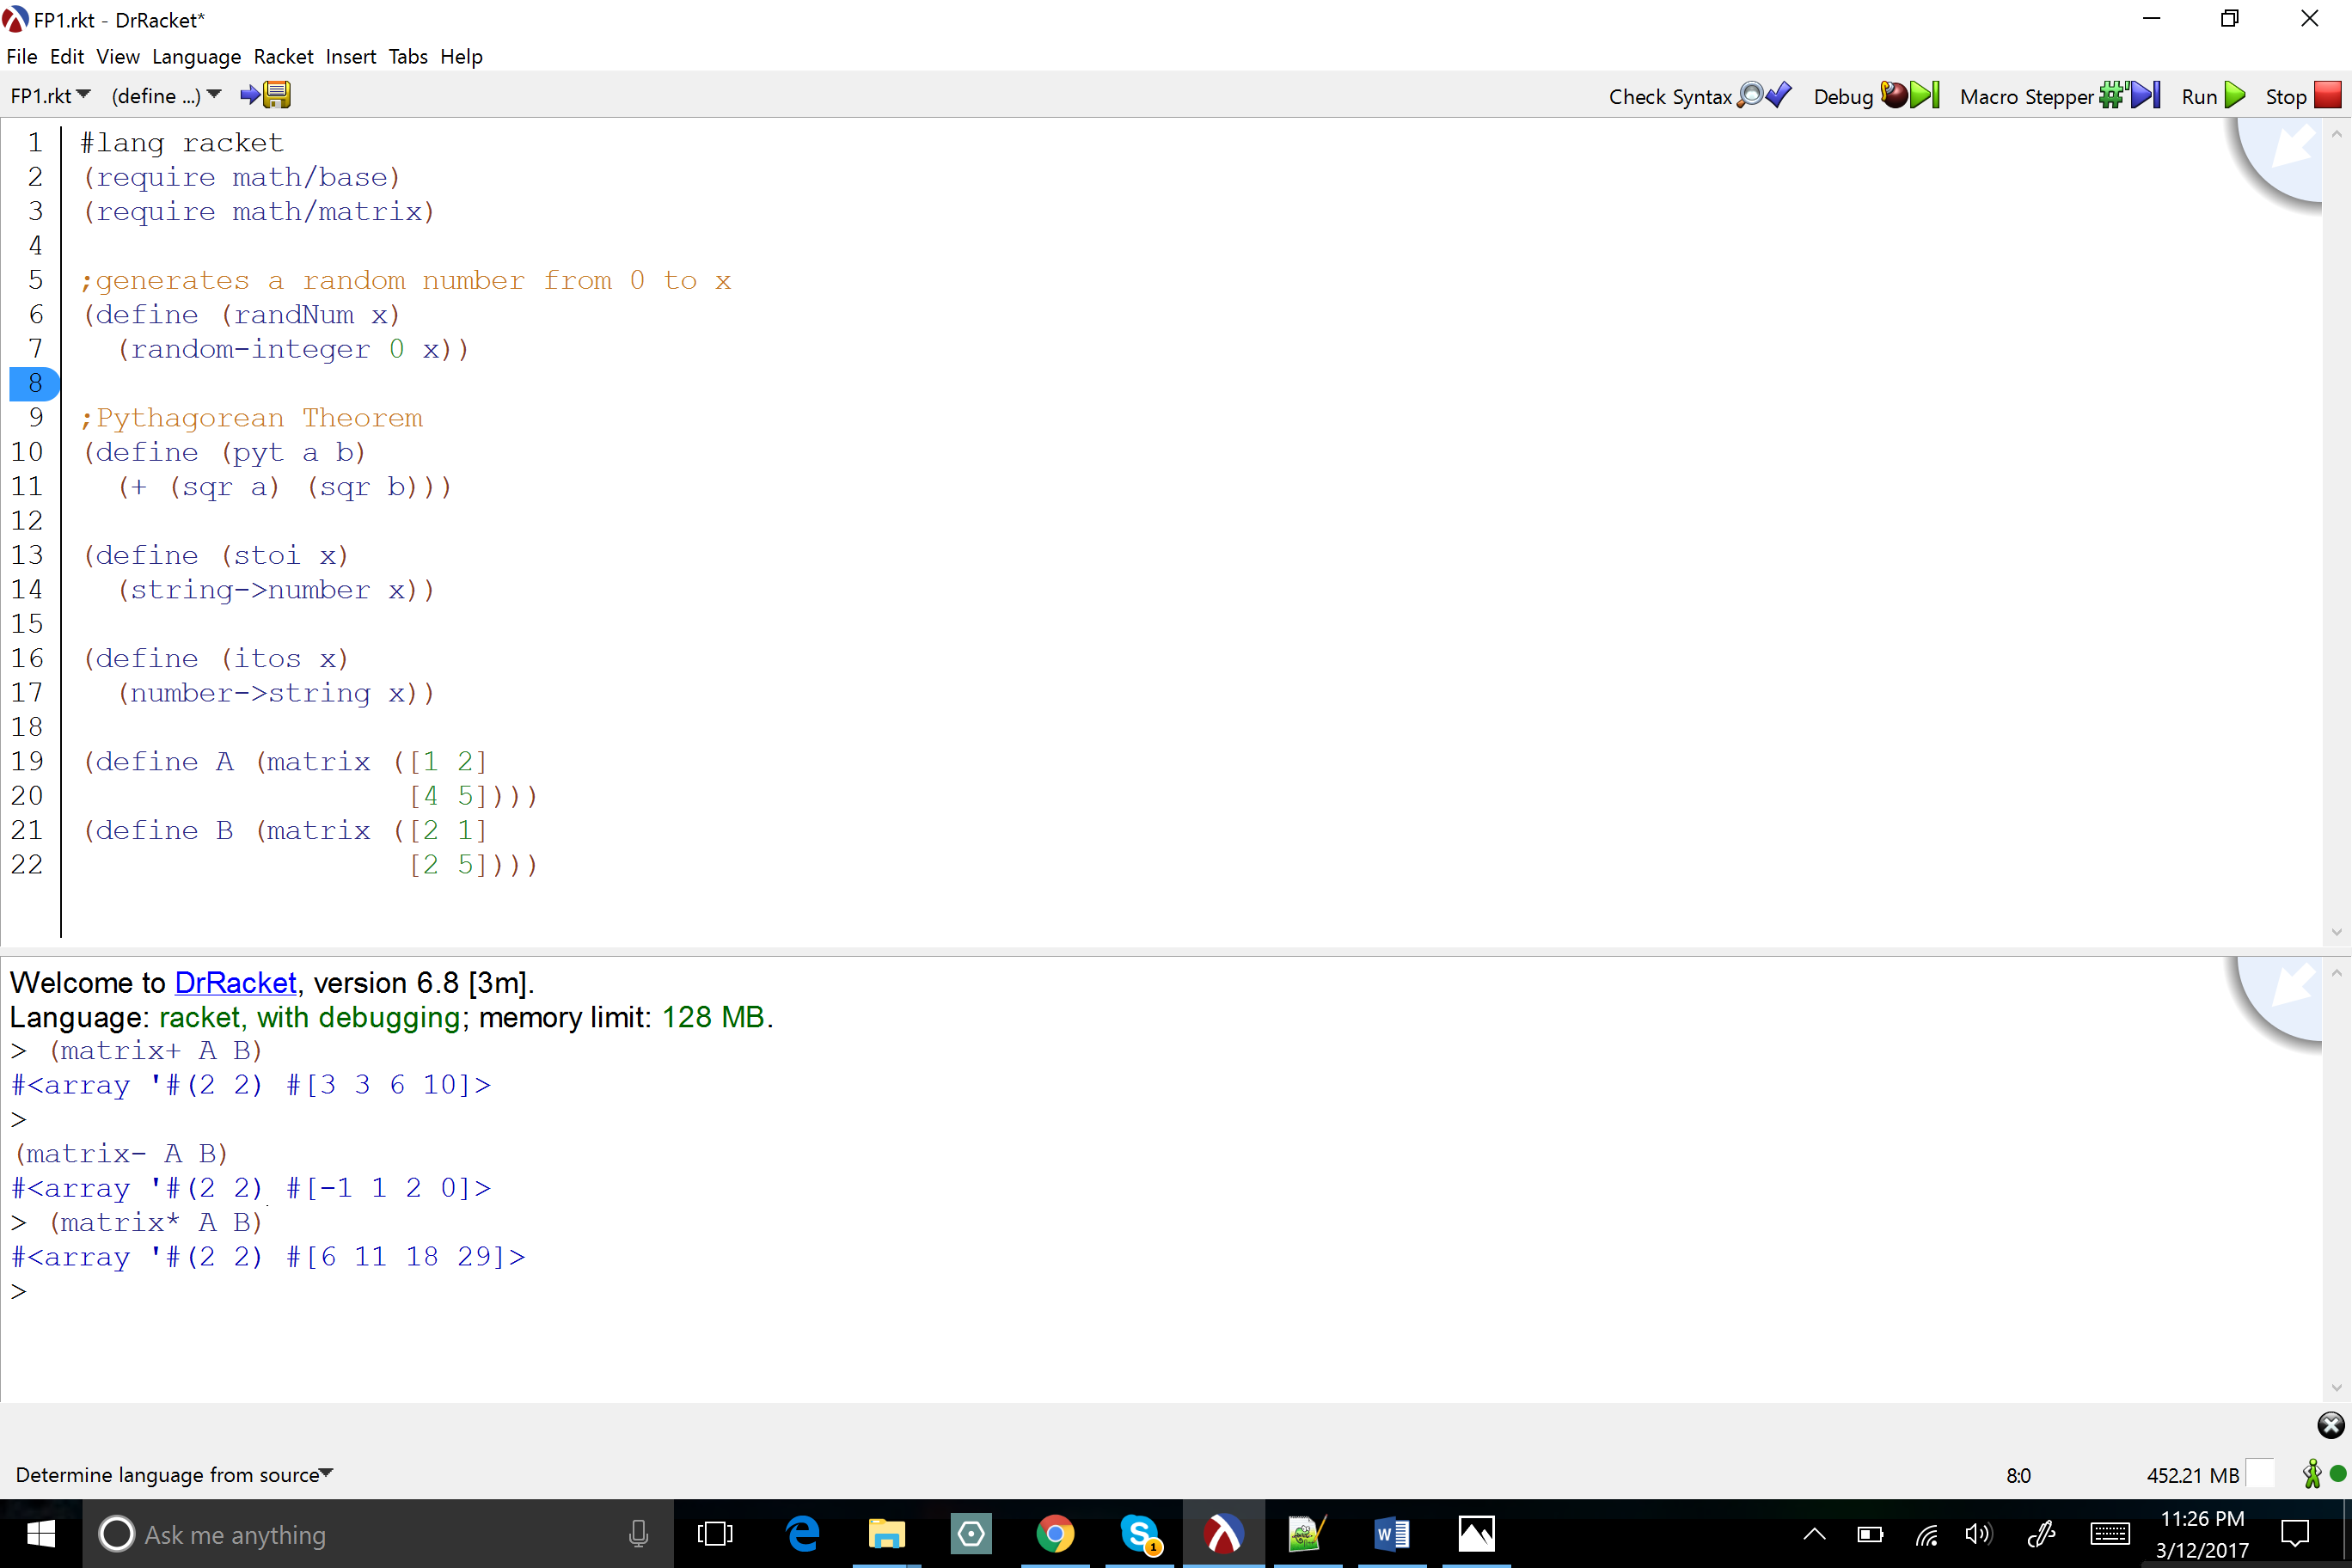 FP1.rkt - DrRacket*
File Edit View Language Racket Insert Tabs Help
FP1.rkt (define ...) Check Syntax Debug Macro Stepper #' Run Stop
1 #lang racket
2 (require math/base)
3 (require math/matrix)
4
5 ;generates a random number from 0 to x
6 (define (randNum x)
7   (random-integer 0 x))
8
9 ;Pythagorean Theorem
10 (define (pyt a b)
11   (+ (sqr a) (sqr b)))
12
13 (define (stoi x)
14   (string->number x))
15
16 (define (itos x)
17   (number->string x))
18
19 (define A (matrix ([1 2]
20                    [4 5])))
21 (define B (matrix ([2 1]
22                    [2 5])))
Welcome to DrRacket, version 6.8 [3m].
Language: racket, with debugging; memory limit: 128 MB.
> (matrix+ A B)
#<array '#(2 2) #[3 3 6 10]>
>
(matrix- A B)
#<array '#(2 2) #[-1 1 2 0]>
> (matrix* A B)
#<array '#(2 2) #[6 11 18 29]>
>
Determine language from source 8:0 452.21 MB
Ask me anything
11:26 PM
3/12/2017